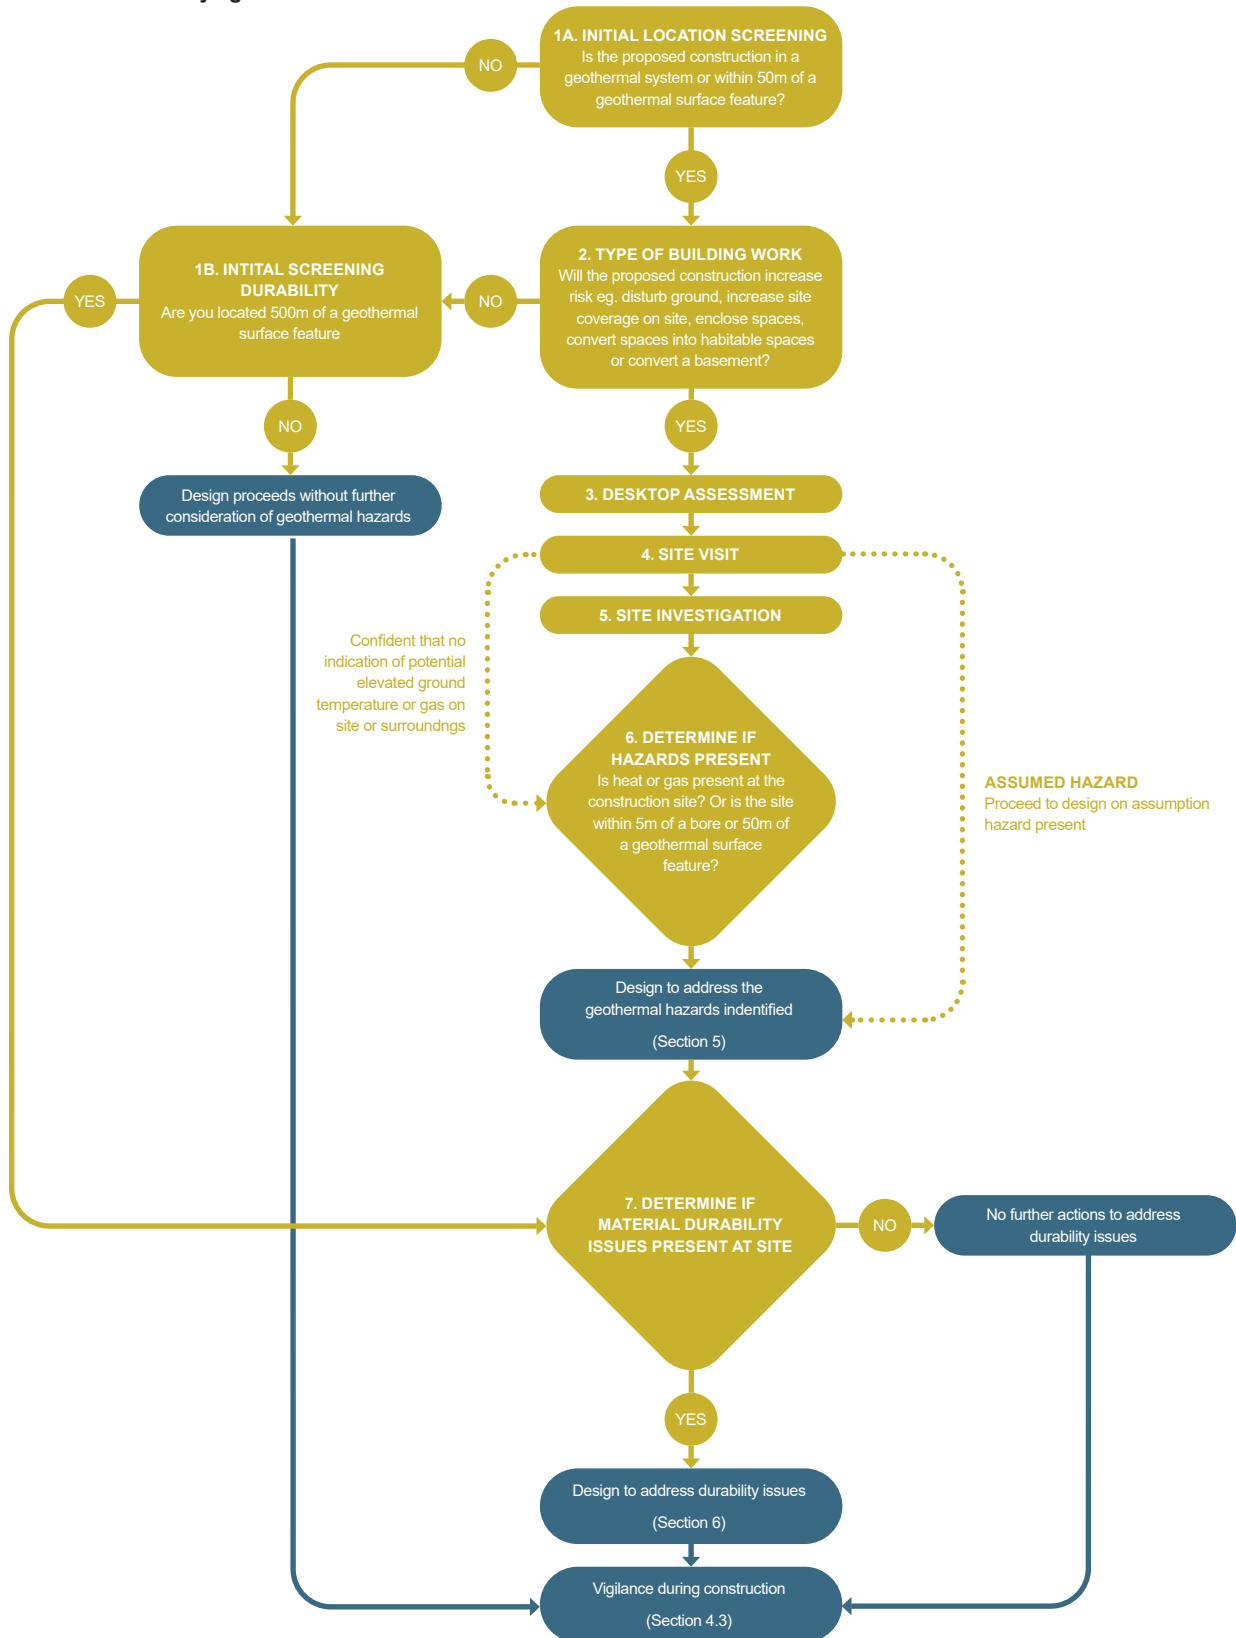 1A. INITIAL LOCATION SCREENING
Is the proposed construction in a
geothermal system or within 50m of a
geothermal surface feature?
NO
YES
1B. INTITAL SCREENING
DURABILITY
Are you located 500m of a geothermal
surface feature
YES
NO
2. TYPE OF BUILDING WORK
Will the proposed construction increase
risk eg. disturb ground, increase site
coverage on site, enclose spaces,
convert spaces into habitable spaces
or convert a basement?
NO
YES
Design proceeds without further
consideration of geothermal hazards
3. DESKTOP ASSESSMENT
4. SITE VISIT
5. SITE INVESTIGATION
Confident that no
indication of potential
elevated ground
temperature or gas on
site or surroundngs
6. DETERMINE IF
HAZARDS PRESENT
Is heat or gas present at the
construction site? Or is the site
within 5m of a bore or 50m of
a geothermal surface
feature?
ASSUMED HAZARD
Proceed to design on assumption
hazard present
Design to address the
geothermal hazards indentified
(Section 5)
7. DETERMINE IF
MATERIAL DURABILITY
ISSUES PRESENT AT SITE
NO
No further actions to address
durability issues
YES
Design to address durability issues
(Section 6)
Vigilance during construction
(Section 4.3)